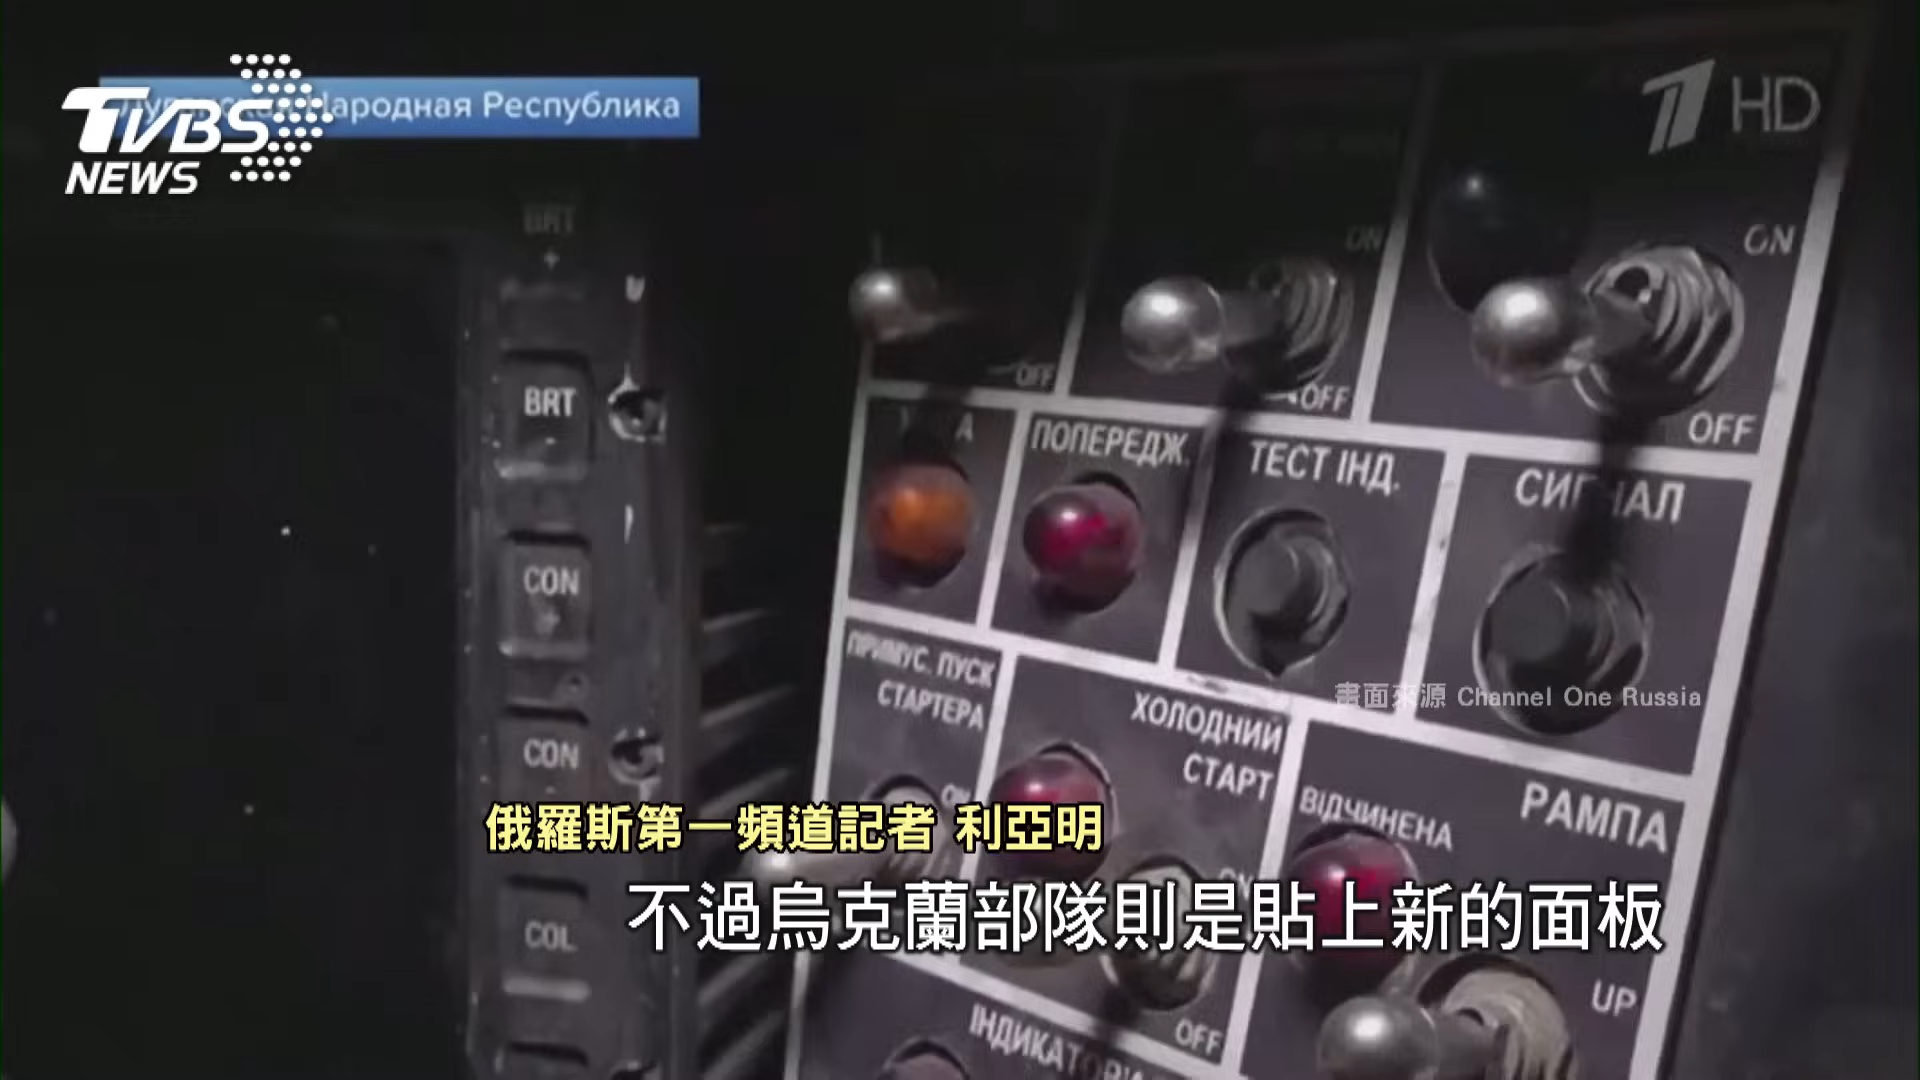 TVBS
NEWS
Народная Республика
HD
BRT
BRT
CON
CON
COL
ON
OFF
ON
OFF
ON
OFF
ПОПЕРЕДЖ.
ТЕСТ ІНД.
СИГНАЛ
ПРИМУС. ПУСК
СТАРТЕРА
ХОЛОДНИЙ
СТАРТ
ВІДЧИНЕНА
РАМПА
UP
OFF
畫面來源 Channel One Russia
俄羅斯第一頻道記者 利亞明
不過烏克蘭部隊則是貼上新的面板